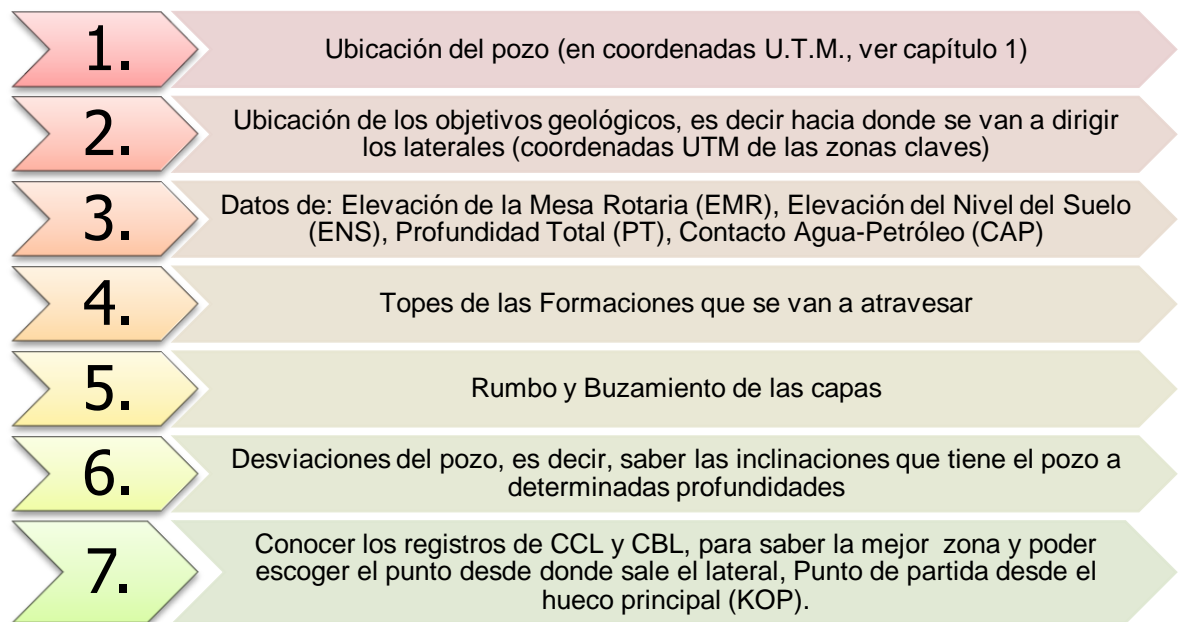 1.
Ubicación del pozo (en coordenadas U.T.M., ver capítulo 1)
2.
Ubicación de los objetivos geológicos, es decir hacia donde se van a dirigir
los laterales (coordenadas UTM de las zonas claves)
3.
Datos de: Elevación de la Mesa Rotaria (EMR), Elevación del Nivel del Suelo
(ENS), Profundidad Total (PT), Contacto Agua-Petróleo (CAP)
4.
Topes de las Formaciones que se van a atravesar
5.
Rumbo y Buzamiento de las capas
6.
Desviaciones del pozo, es decir, saber las inclinaciones que tiene el pozo a
determinadas profundidades
7.
Conocer los registros de CCL y CBL, para saber la mejor zona y poder
escoger el punto desde donde sale el lateral, Punto de partida desde el
hueco principal (KOP).